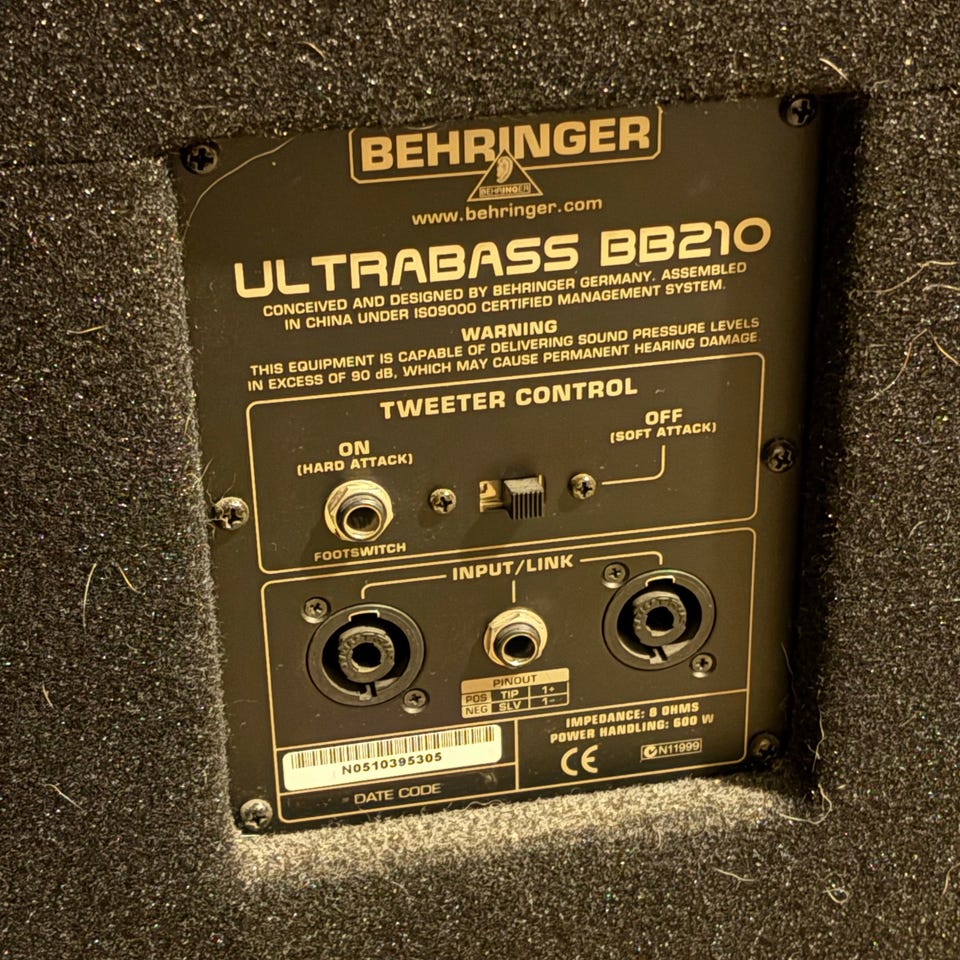 BEHRINGER
BEHRINGER
www.behringer.com
ULTRABASS BB210
CONCEIVED AND DESIGNED BY BEHRINGER GERMANY. ASSEMBLED
IN CHINA UNDER ISO9000 CERTIFIED MANAGEMENT SYSTEM.
WARNING
THIS EQUIPMENT IS CAPABLE OF DELIVERING SOUND PRESSURE LEVELS
IN EXCESS OF 90 dB, WHICH MAY CAUSE PERMANENT HEARING DAMAGE.
TWEETER CONTROL
ON
(HARD ATTACK)
OFF
(SOFT ATTACK)
FOOTSWITCH
INPUT/LINK
PINOUT
POS TIP 1+
NEG SLV 1-
IMPEDANCE: 8 OHMS
POWER HANDLING: 600 W
CE
N11999
N0510395305
DATE CODE